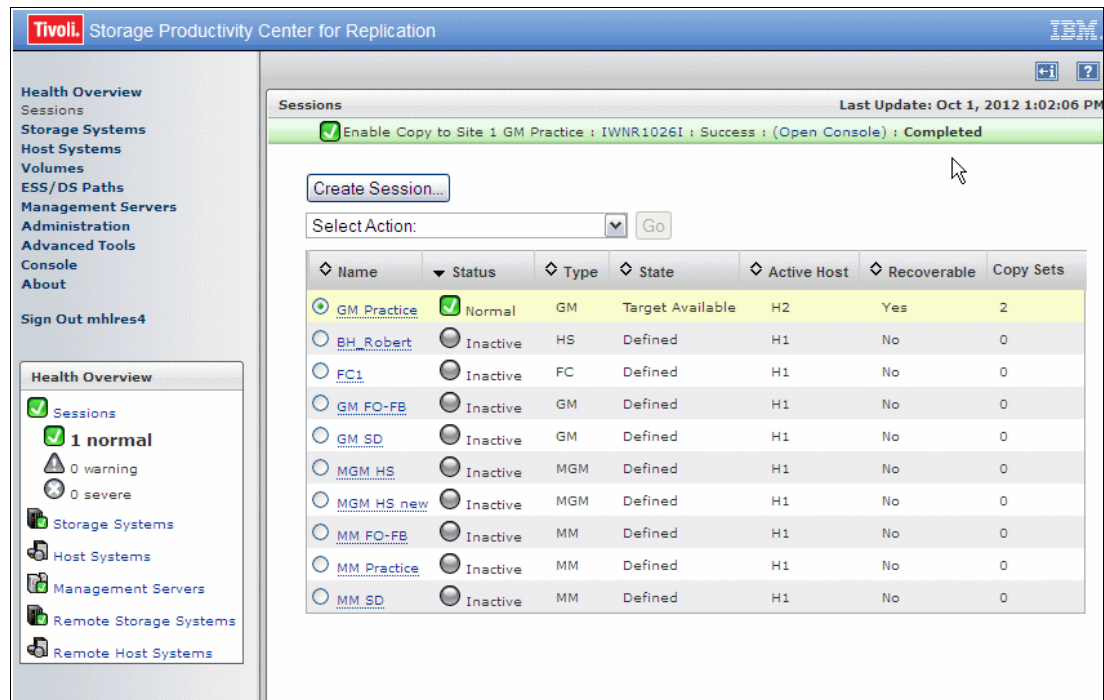 Tivoli. Storage Productivity Center for Replication IBM.
Health Overview
Sessions
Storage Systems
Host Systems
Volumes
ESS/DS Paths
Management Servers
Administration
Advanced Tools
Console
About
Sign Out mhlres4
Health Overview
Sessions
1 normal
0 warning
0 severe
Storage Systems
Host Systems
Management Servers
Remote Storage Systems
Remote Host Systems
i ?
Sessions Last Update: Oct 1, 2012 1:02:06 PM
Enable Copy to Site 1 GM Practice : IWNR1026I : Success : (Open Console) : Completed
Create Session...
Select Action: Go
Name Status Type State Active Host Recoverable Copy Sets
GM Practice Normal GM Target Available H2 Yes 2
BH_Robert Inactive HS Defined H1 No 0
FC1 Inactive FC Defined H1 No 0
GM FO-FB Inactive GM Defined H1 No 0
GM SD Inactive GM Defined H1 No 0
MGM HS Inactive MGM Defined H1 No 0
MGM HS new Inactive MGM Defined H1 No 0
MM FO-FB Inactive MM Defined H1 No 0
MM Practice Inactive MM Defined H1 No 0
MM SD Inactive MM Defined H1 No 0